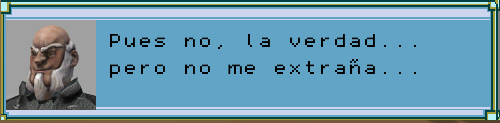 Pues no, la verdad...
pero no me extraña...